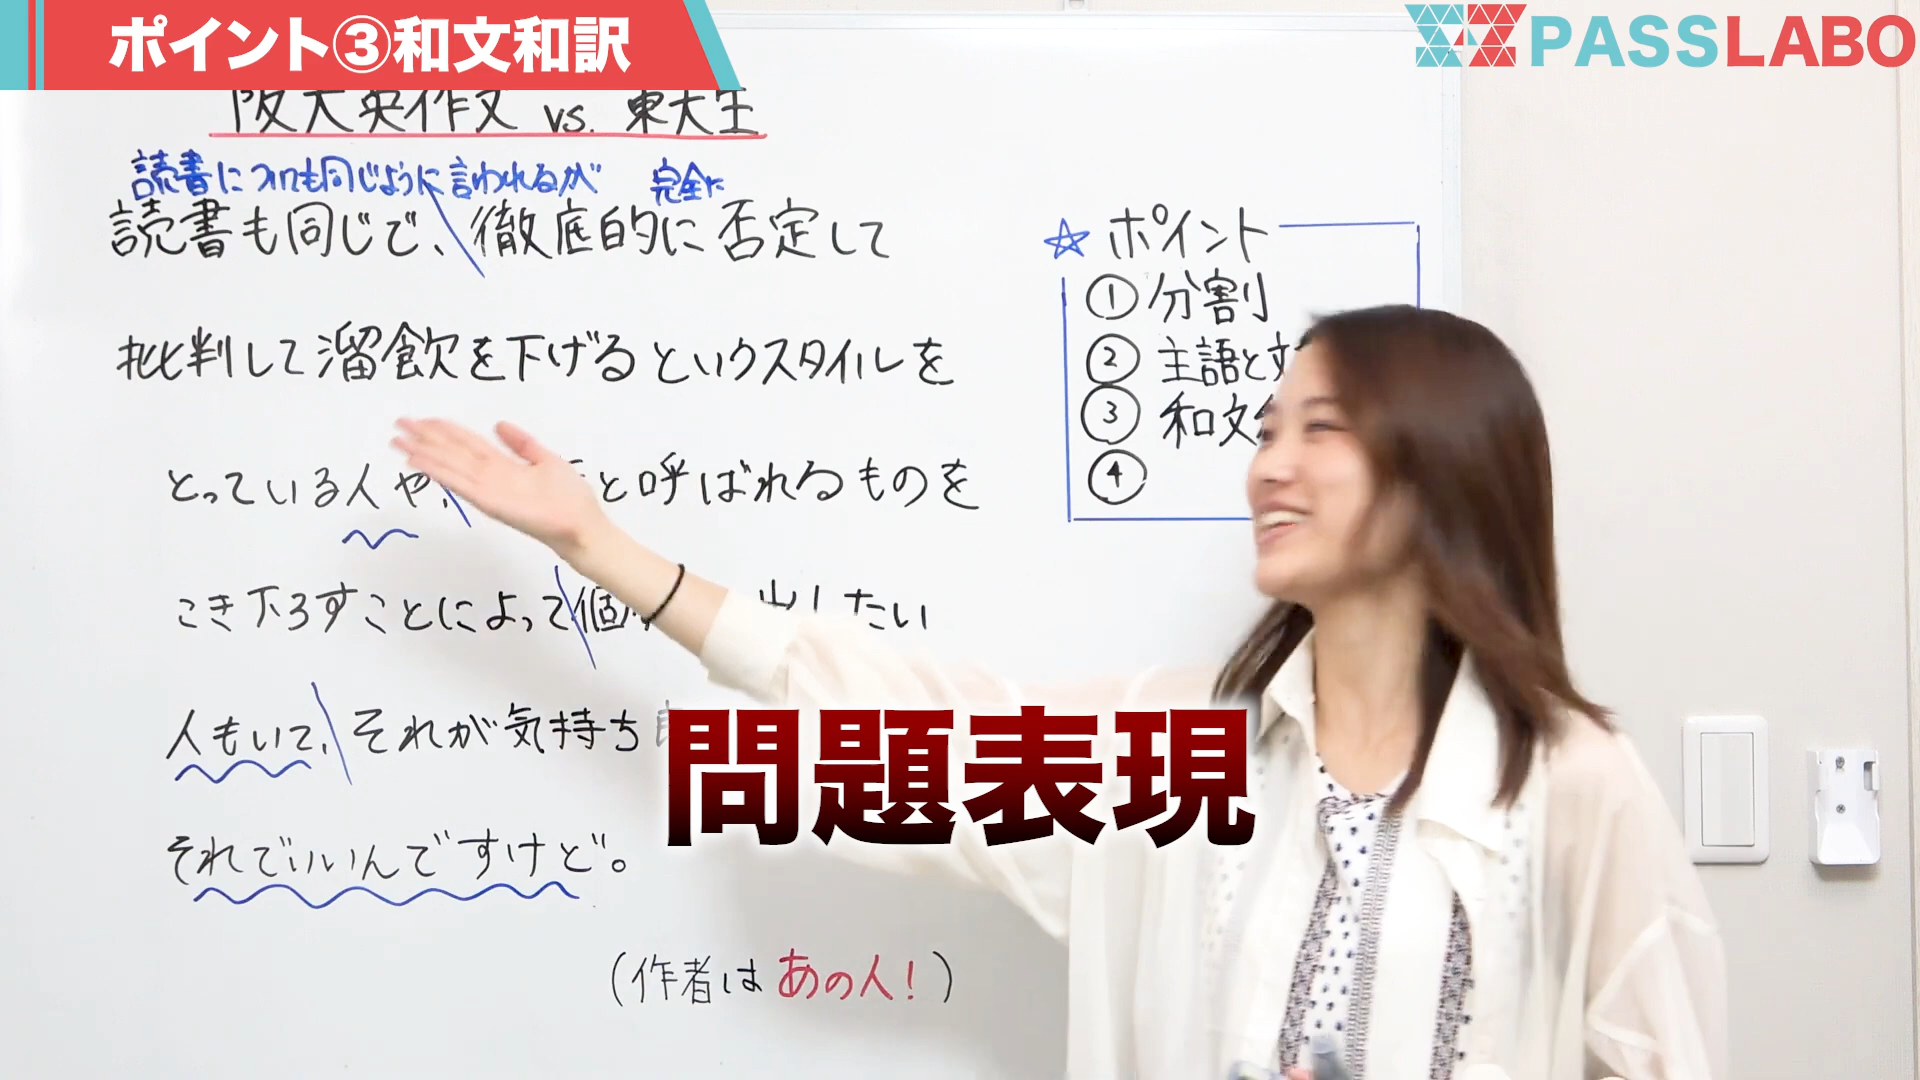 ポイント③和文和訳
PASSLABO
阪大英作文 vs. 東大生
読書についても同じように言われるが 完全に
読書も同じで、徹底的に否定して
批判して溜飲を下げるというスタイルを
とっている人や、 と呼ばれるものを
こき下ろすことによって個 出したい
人もいて、それが気持ち
それでいいんですけど。
(作者は あの人!)
☆ ポイント
① 分割
② 主語と
③ 和文
④
問題表現